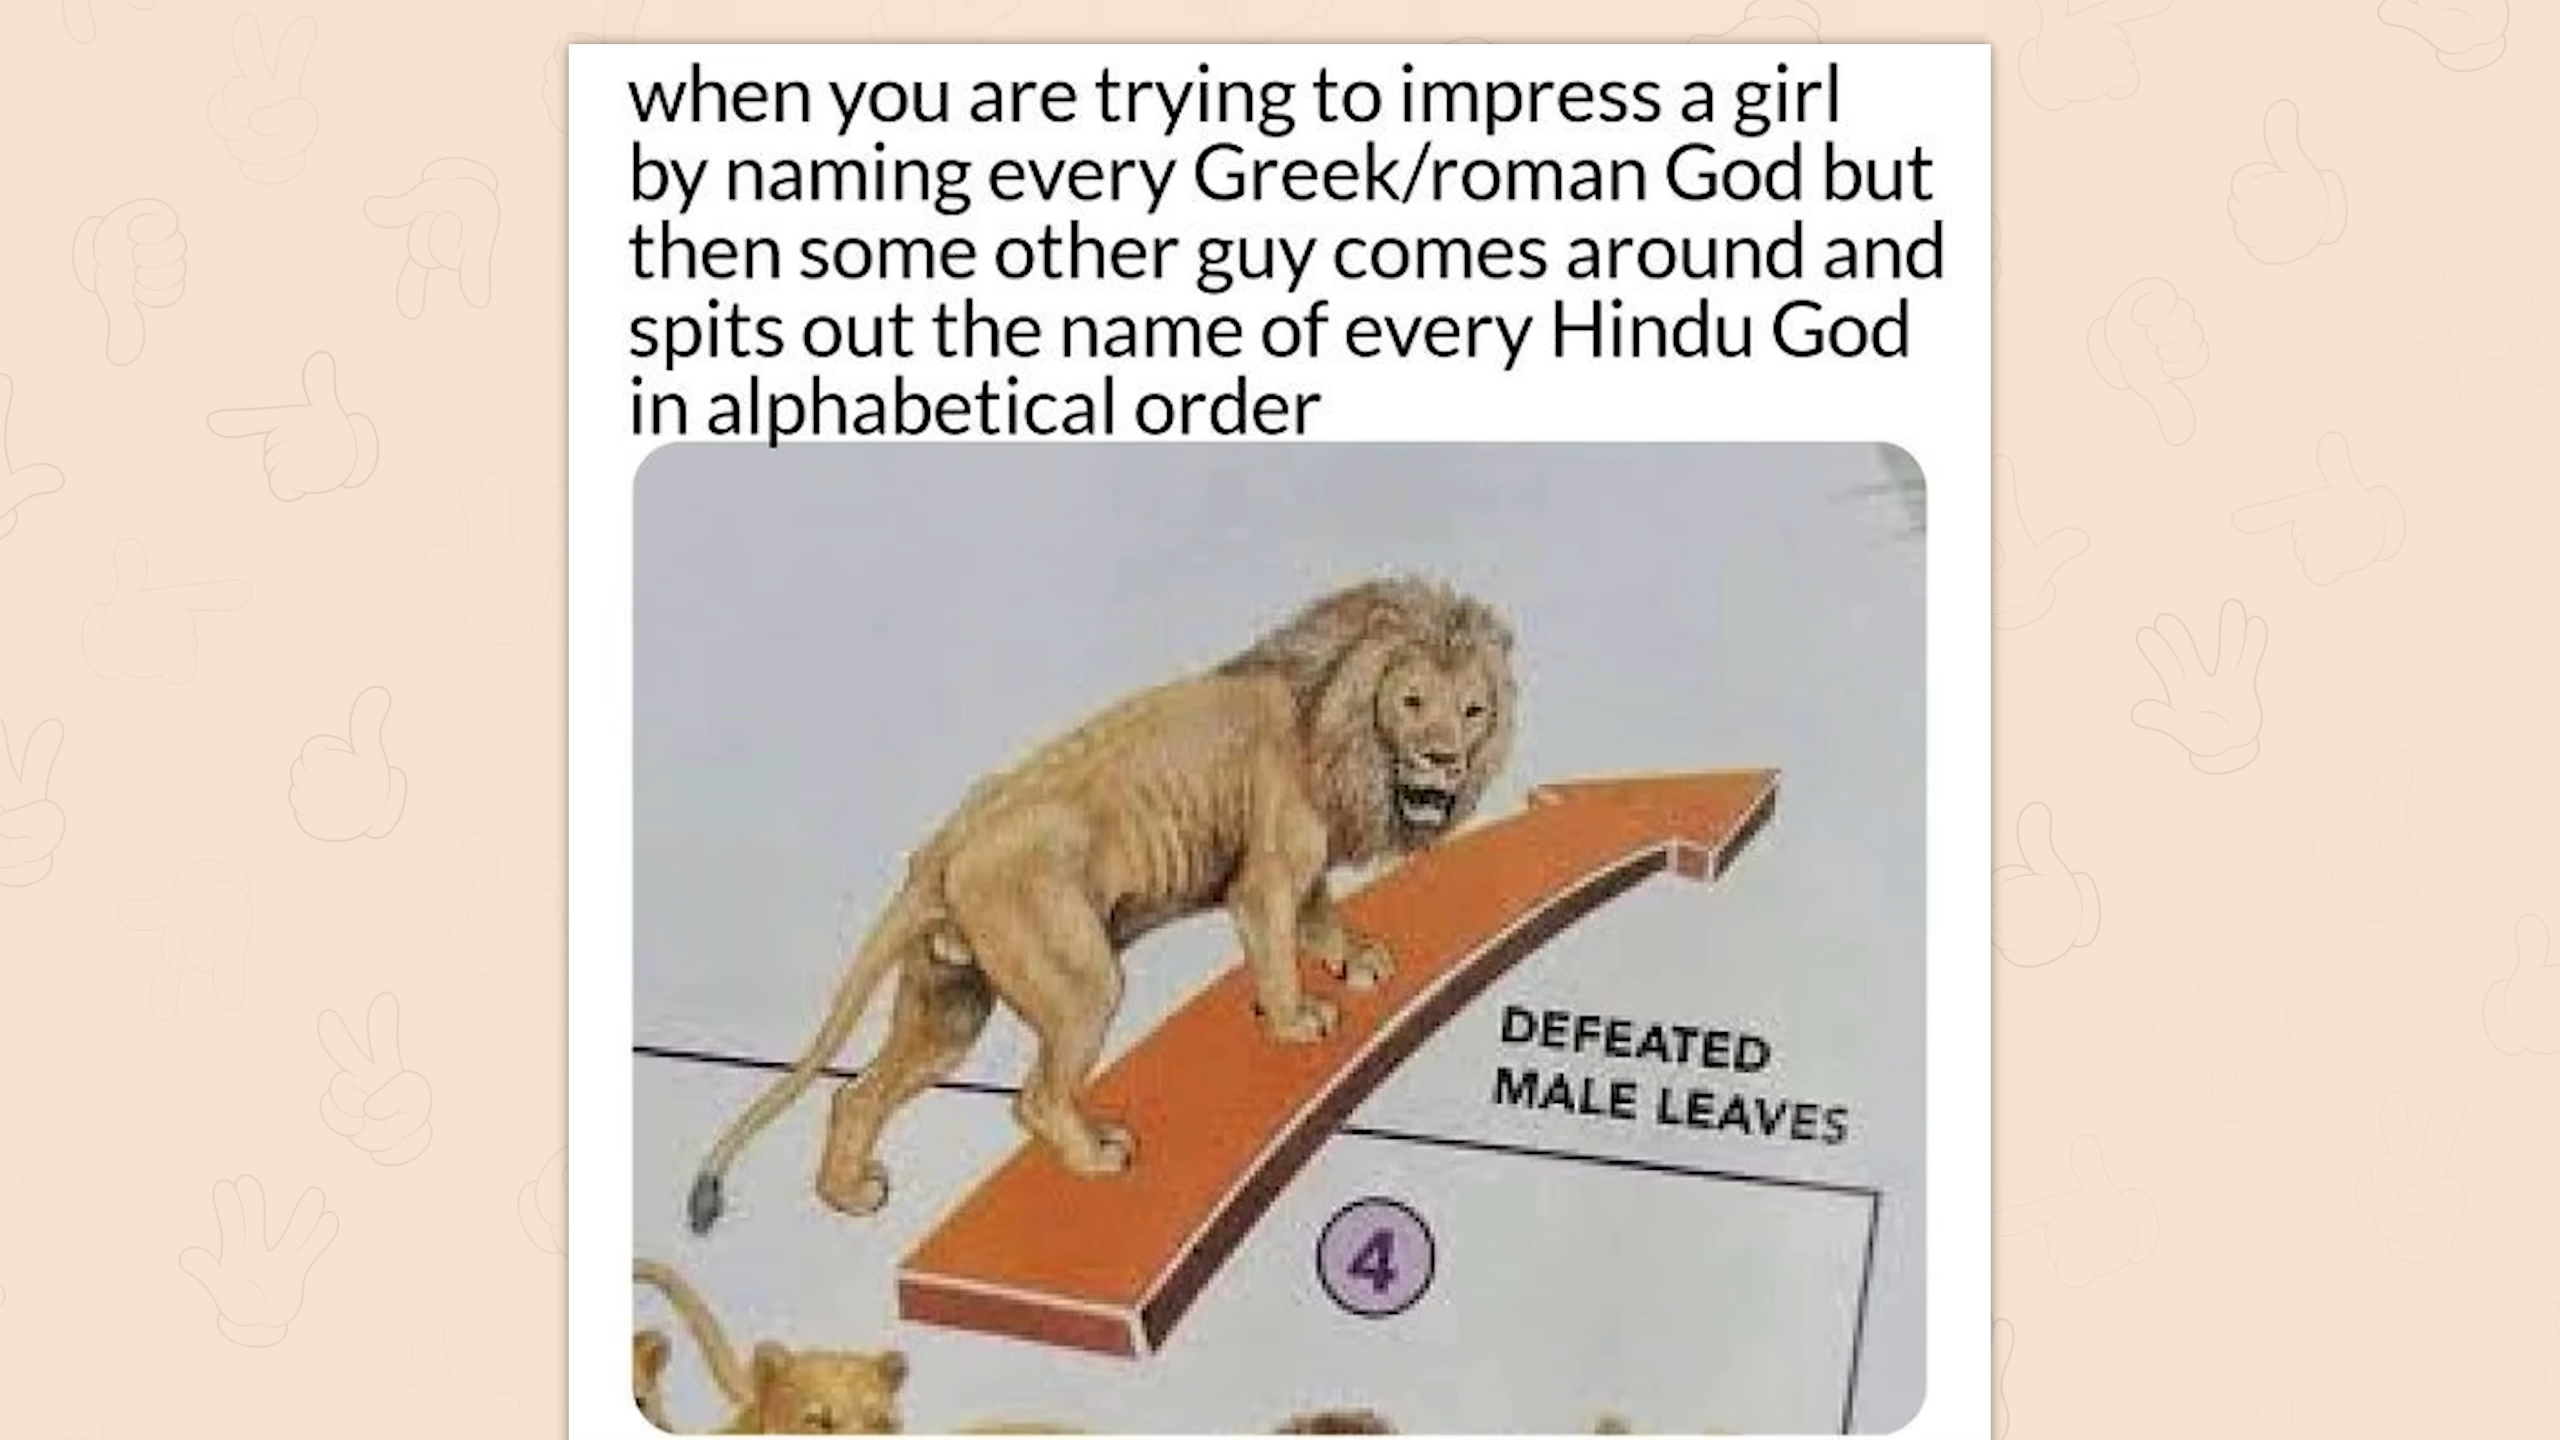 when you are trying to impress a girl
by naming every Greek/roman God but
then some other guy comes around and
spits out the name of every Hindu God
in alphabetical order
DEFEATED
MALE LEAVES
4